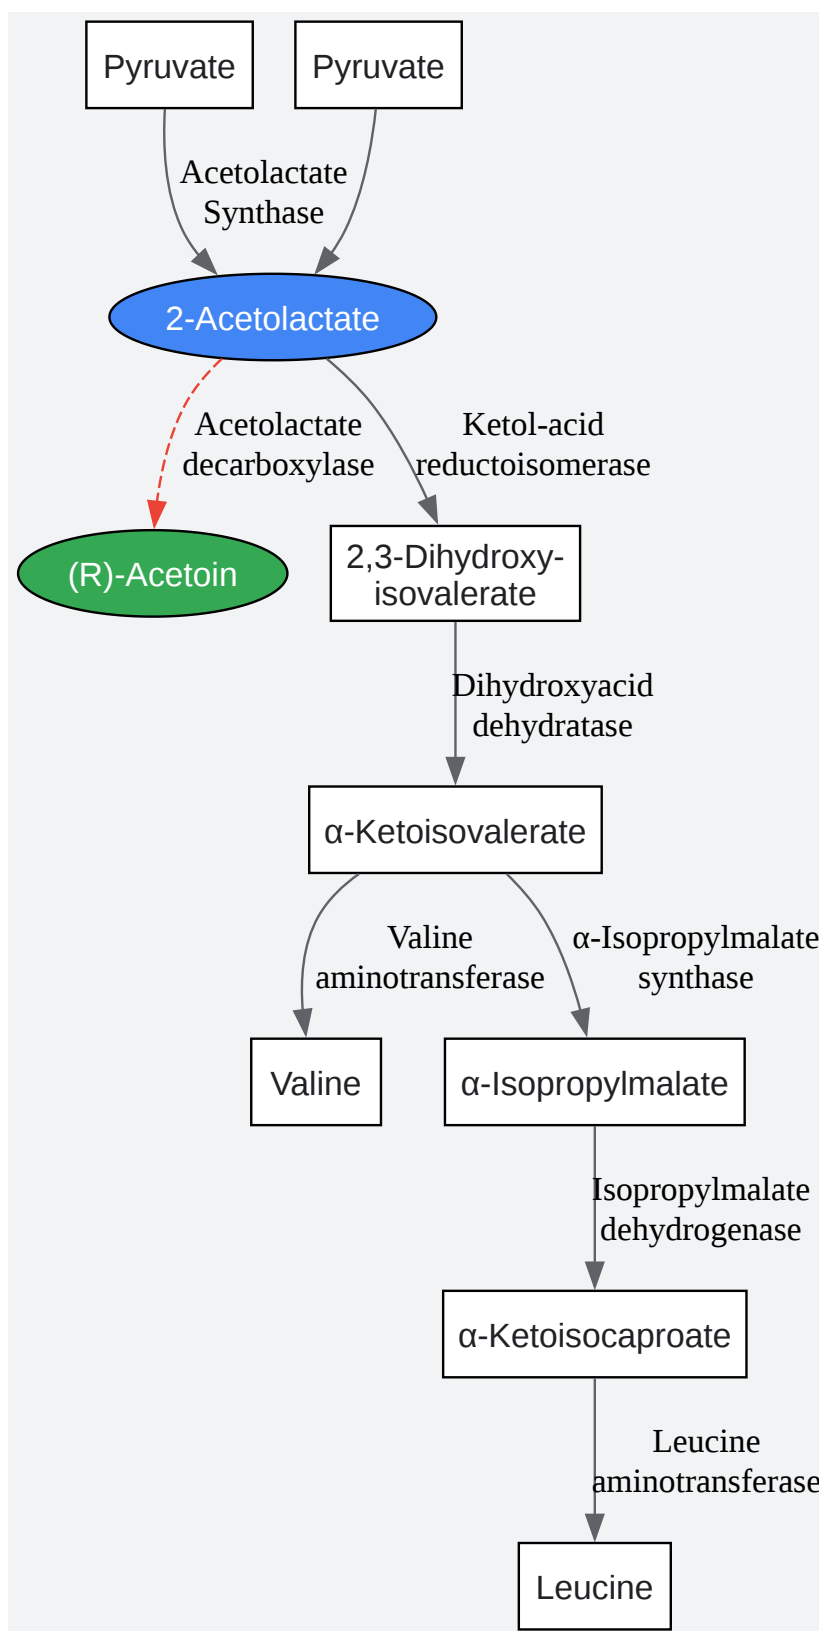 Pyruvate
Pyruvate
Acetolactate
Synthase
2-Acetolactate
Acetolactate
decarboxylase
Ketol-acid
reductoisomerase
(R)-Acetoin
2,3-Dihydroxy-
isovalerate
Dihydroxyacid
dehydratase
α-Ketoisovalerate
Valine
aminotransferase
α-Isopropylmalate
synthase
Valine
α-Isopropylmalate
Isopropylmalate
dehydrogenase
α-Ketoisocaproate
Leucine
aminotransferase
Leucine